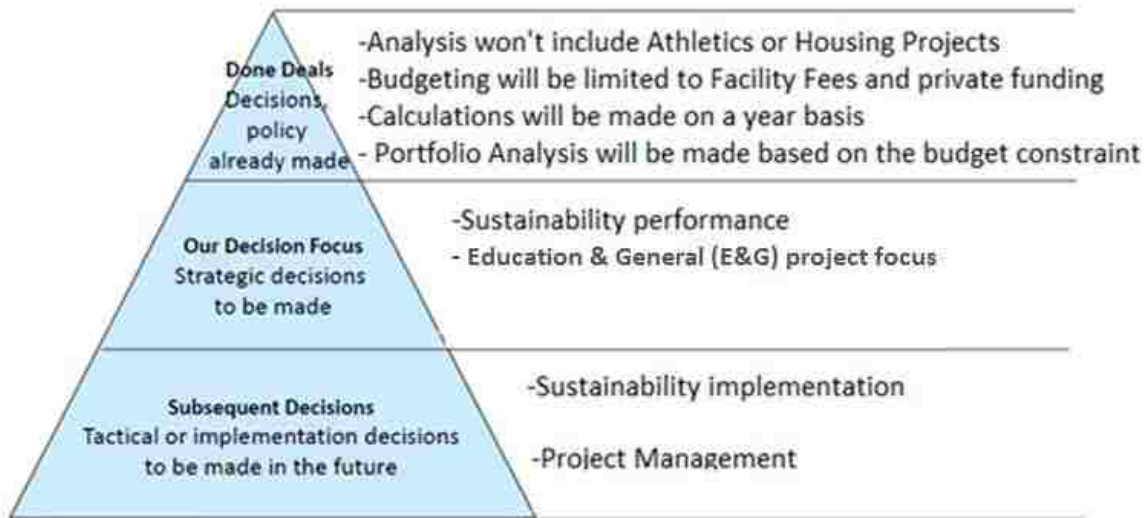 Done Deals
Decisions,
policy
already made
-Analysis won't include Athletics or Housing Projects
-Budgeting will be limited to Facility Fees and private funding
-Calculations will be made on a year basis
- Portfolio Analysis will be made based on the budget constraint
Our Decision Focus
Strategic decisions
to be made
-Sustainability performance
- Education & General (E&G) project focus
Subsequent Decisions
Tactical or implementation decisions
to be made in the future
-Sustainability implementation
-Project Management